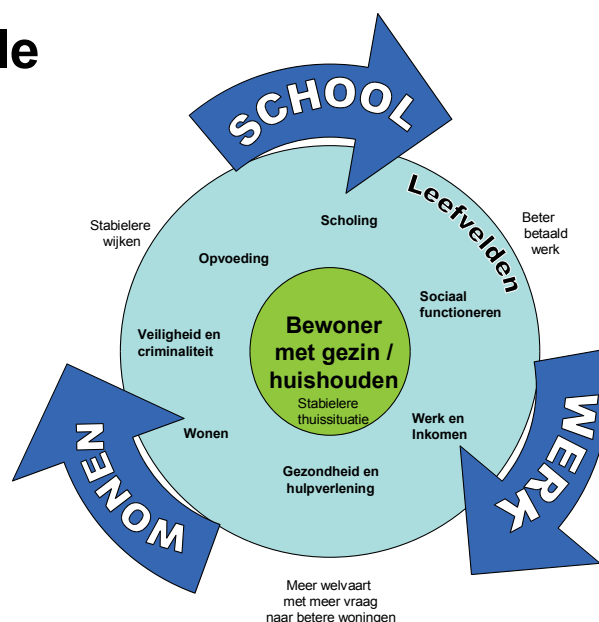 le
SCHOOL
Leefvelden
Scholing
Stabielere
wijken
Beter
betaald
werk
Opvoeding
Sociaal
functioneren
Bewoner
met gezin /
huishouden
Stabielere
thuissituatie
Veiligheid en
criminaliteit
Wonen
Werk en
Inkomen
Gezondheid en
hulpverlening
WERK
WONEN
Meer welvaart
met meer vraag
naar betere woningen